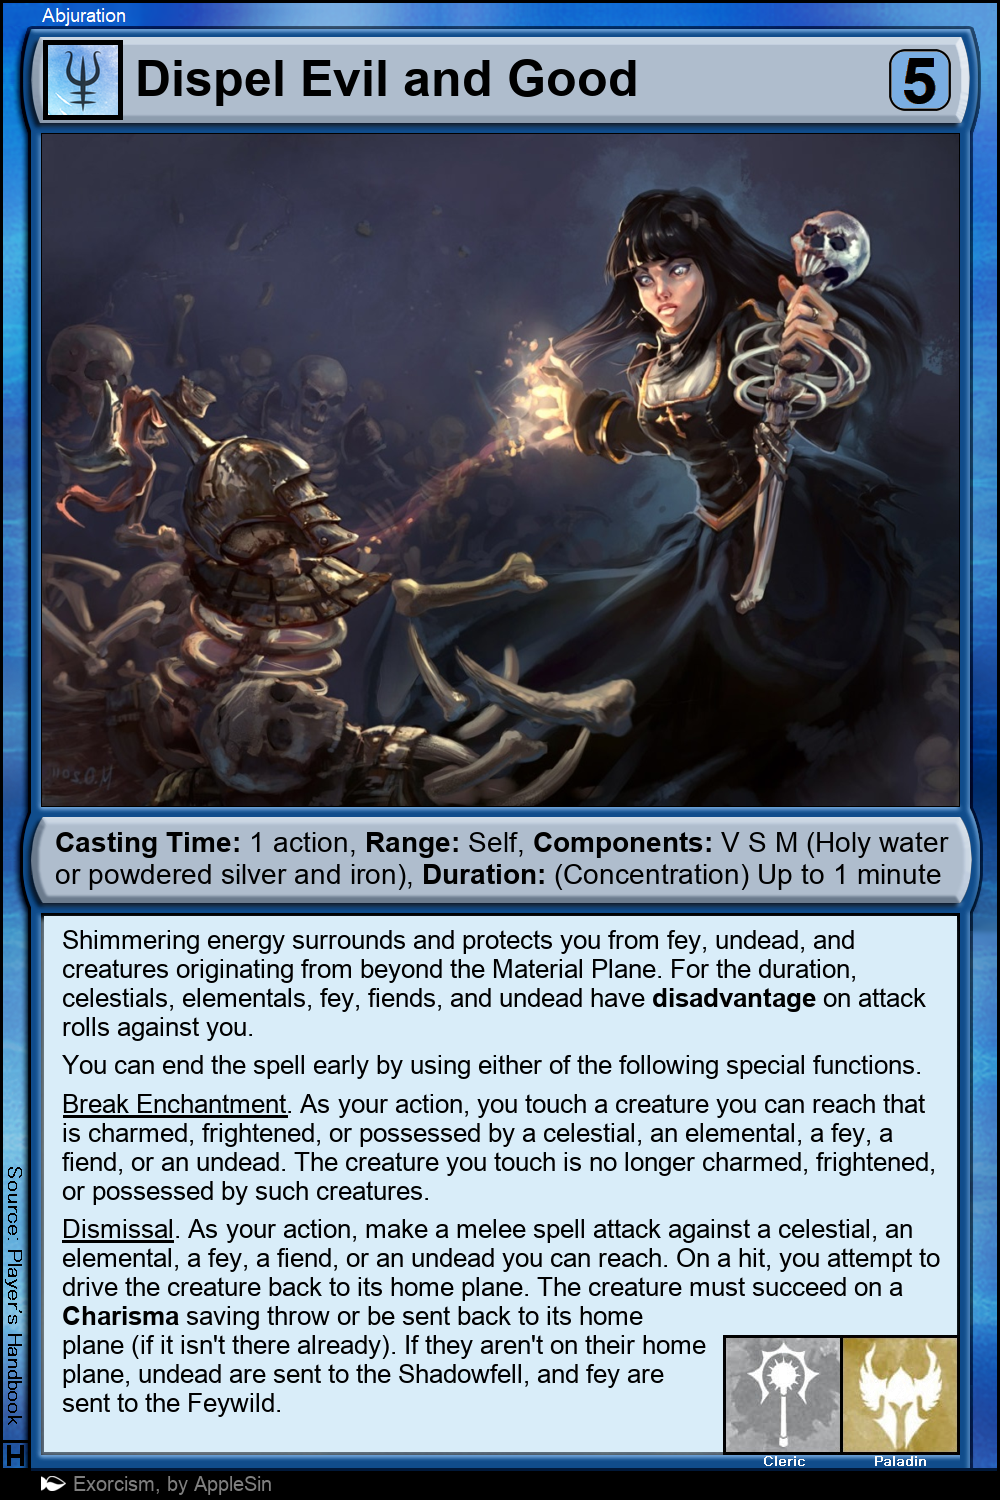 Abjuration
Dispel Evil and Good
5
Casting Time: 1 action, Range: Self, Components: V S M (Holy water
or powdered silver and iron), Duration: (Concentration) Up to 1 minute
Shimmering energy surrounds and protects you from fey, undead, and
creatures originating from beyond the Material Plane. For the duration,
celestials, elementals, fey, fiends, and undead have disadvantage on attack
rolls against you.
You can end the spell early by using either of the following special functions.
Break Enchantment. As your action, you touch a creature you can reach that
is charmed, frightened, or possessed by a celestial, an elemental, a fey, a
fiend, or an undead. The creature you touch is no longer charmed, frightened,
or possessed by such creatures.
Dismissal. As your action, make a melee spell attack against a celestial, an
elemental, a fey, a fiend, or an undead you can reach. On a hit, you attempt to
drive the creature back to its home plane. The creature must succeed on a
Charisma saving throw or be sent back to its home
plane (if it isn't there already). If they aren't on their home
plane, undead are sent to the Shadowfell, and fey are
sent to the Feywild.
Cleric
Paladin
Source: Player's Handbook
H
Exorcism, by AppleSin